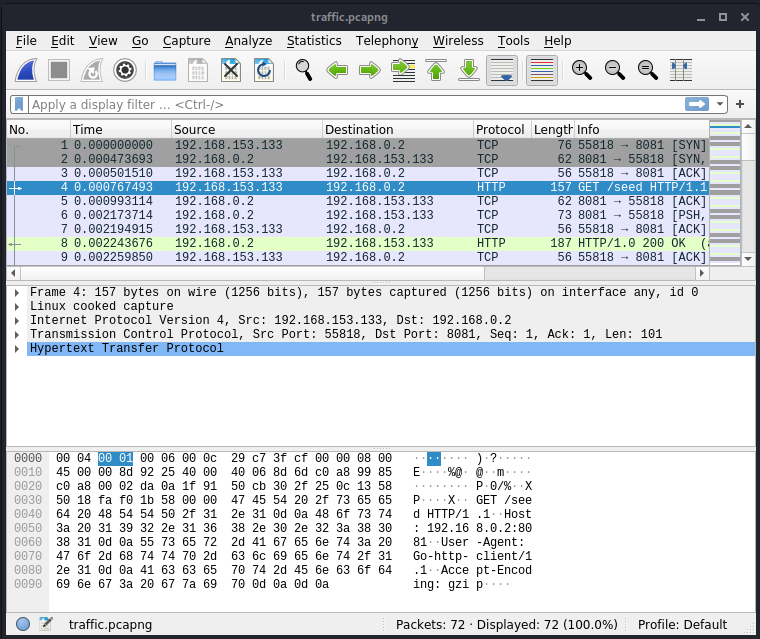 traffic.pcapng
File Edit View Go Capture Analyze Statistics Telephony Wireless Tools Help
Apply a display filter … <Ctrl-/>
No. Time Source Destination Protocol Length Info
1 0.000000000 192.168.153.133 192.168.0.2 TCP 76 55818 → 8081 [SYN]
2 0.000473693 192.168.0.2 192.168.153.133 TCP 62 8081 → 55818 [SYN,
3 0.000501510 192.168.153.133 192.168.0.2 TCP 56 55818 → 8081 [ACK]
4 0.000767493 192.168.153.133 192.168.0.2 HTTP 157 GET /seed HTTP/1.1
5 0.000993114 192.168.0.2 192.168.153.133 TCP 62 8081 → 55818 [ACK]
6 0.002173714 192.168.0.2 192.168.153.133 TCP 73 8081 → 55818 [PSH,
7 0.002194915 192.168.153.133 192.168.0.2 TCP 56 55818 → 8081 [ACK]
8 0.002243676 192.168.0.2 192.168.153.133 HTTP 187 HTTP/1.0 200 OK (
9 0.002259850 192.168.153.133 192.168.0.2 TCP 56 55818 → 8081 [ACK]
Frame 4: 157 bytes on wire (1256 bits), 157 bytes captured (1256 bits) on interface any, id 0
Linux cooked capture
Internet Protocol Version 4, Src: 192.168.153.133, Dst: 192.168.0.2
Transmission Control Protocol, Src Port: 55818, Dst Port: 8081, Seq: 1, Ack: 1, Len: 101
Hypertext Transfer Protocol
0000 00 04 00 01 00 06 00 0c 29 c7 3f cf 00 00 08 00 ········ )·?·····
0010 45 00 00 8d 92 25 40 00 40 06 8d 6d c0 a8 99 85 E····%@· @··m····
0020 c0 a8 00 02 da 0a 1f 91 50 cb 30 2f 25 0c 13 58 ········ P·0/%··X
0030 50 18 fa f0 1b 58 00 00 47 45 54 20 2f 73 65 65 P····X·· GET /see
0040 64 20 48 54 54 50 2f 31 2e 31 0d 0a 48 6f 73 74 d HTTP/1 .1··Host
0050 3a 20 31 39 32 2e 31 36 38 2e 30 2e 32 3a 38 30 : 192.16 8.0.2:80
0060 38 31 0d 0a 55 73 65 72 2d 41 67 65 6e 74 3a 20 81··User -Agent:
0070 47 6f 2d 68 74 74 70 2d 63 6c 69 65 6e 74 2f 31 Go-http- client/1
0080 2e 31 0d 0a 41 63 63 65 70 74 2d 45 6e 63 6f 64 .1··Acce pt-Encod
0090 69 6e 67 3a 20 67 7a 69 70 0d 0a 0d 0a ing: gzi p····
traffic.pcapng Packets: 72 · Displayed: 72 (100.0%) Profile: Default